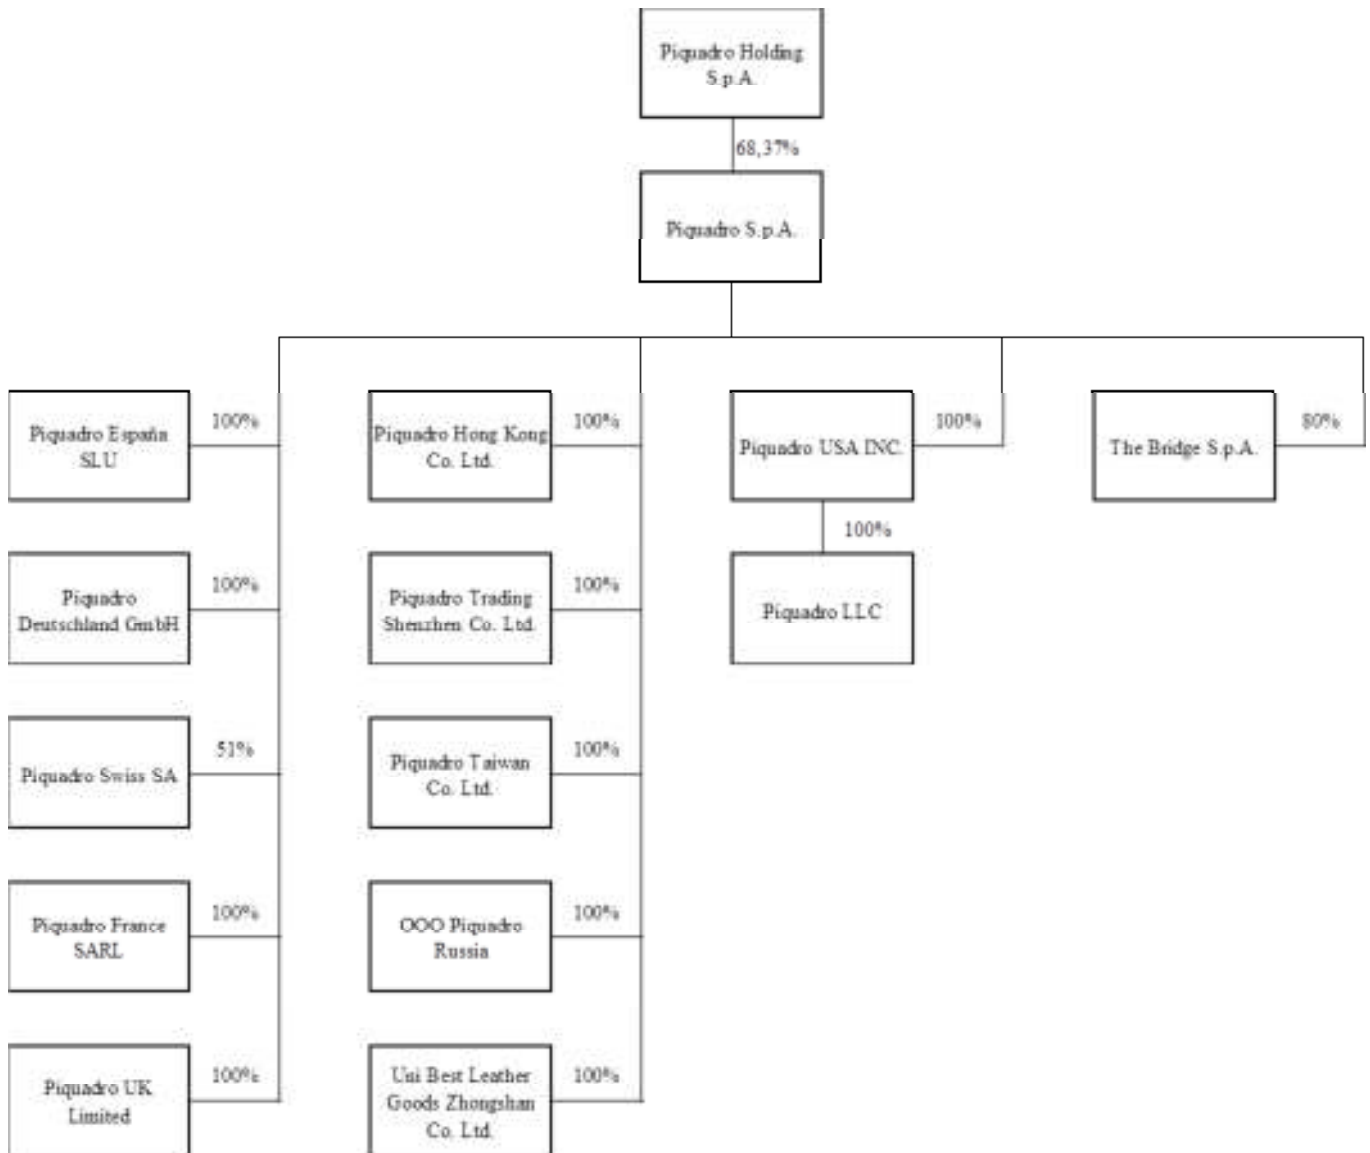 Piquadro Holding
S.p.A.
68,37%
Piquadro S.p.A.
Piquadro España
SLU
100%
Piquadro Hong Kong
Co. Ltd.
100%
Piquadro USA INC.
100%
The Bridge S.p.A.
80%
100%
Piquadro
Deutschland GmbH
100%
Piquadro Trading
Shenzhen Co. Ltd.
100%
Piquadro LLC
Piquadro Swiss SA
51%
Piquadro Taiwan
Co. Ltd.
100%
Piquadro France
SARL
100%
OOO Piquadro
Russia
100%
Piquadro UK
Limited
100%
Uni Best Leather
Goods Zhongshan
Co. Ltd.
100%